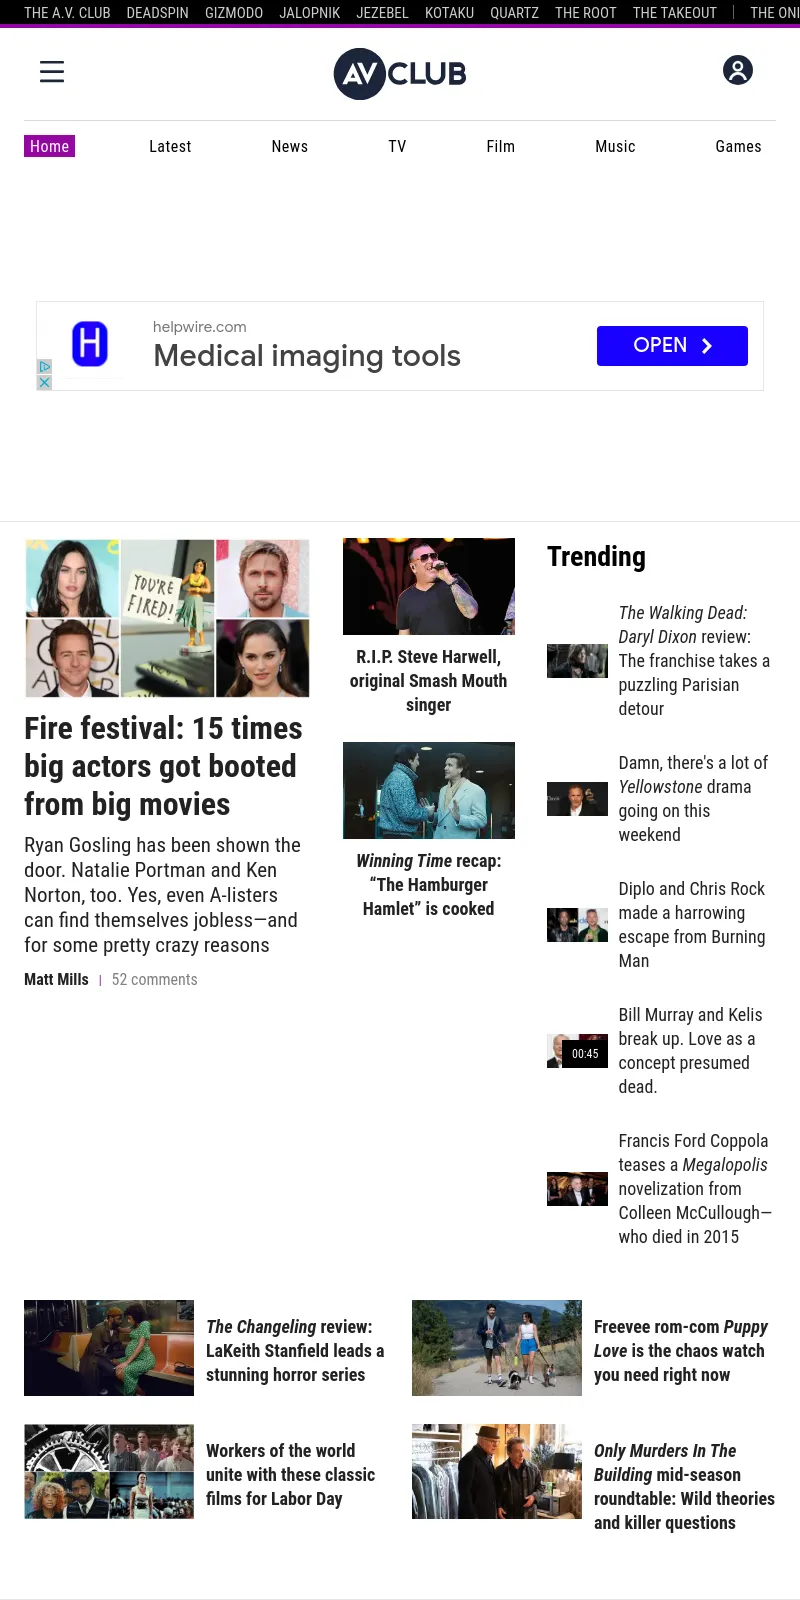 THE A.V. CLUB DEADSPIN GIZMODO JALOPNIK JEZEBEL KOTAKU QUARTZ THE ROOT THE TAKEOUT THE ONI
AV CLUB
Home Latest News TV Film Music Games
helpwire.com
Medical imaging tools
OPEN
H
YOU'RE
FIRED!
Fire festival: 15 times
big actors got booted
from big movies
Ryan Gosling has been shown the
door. Natalie Portman and Ken
Norton, too. Yes, even A-listers
can find themselves jobless—and
for some pretty crazy reasons
Matt Mills | 52 comments
R.I.P. Steve Harwell,
original Smash Mouth
singer
Winning Time recap:
“The Hamburger
Hamlet” is cooked
Trending
The Walking Dead:
Daryl Dixon review:
The franchise takes a
puzzling Parisian
detour
Damn, there's a lot of
Yellowstone drama
going on this
weekend
Diplo and Chris Rock
made a harrowing
escape from Burning
Man
00:45
Bill Murray and Kelis
break up. Love as a
concept presumed
dead.
Francis Ford Coppola
teases a Megalopolis
novelization from
Colleen McCullough—
who died in 2015
The Changeling review:
LaKeith Stanfield leads a
stunning horror series
Freevee rom-com Puppy
Love is the chaos watch
you need right now
Workers of the world
unite with these classic
films for Labor Day
Only Murders In The
Building mid-season
roundtable: Wild theories
and killer questions